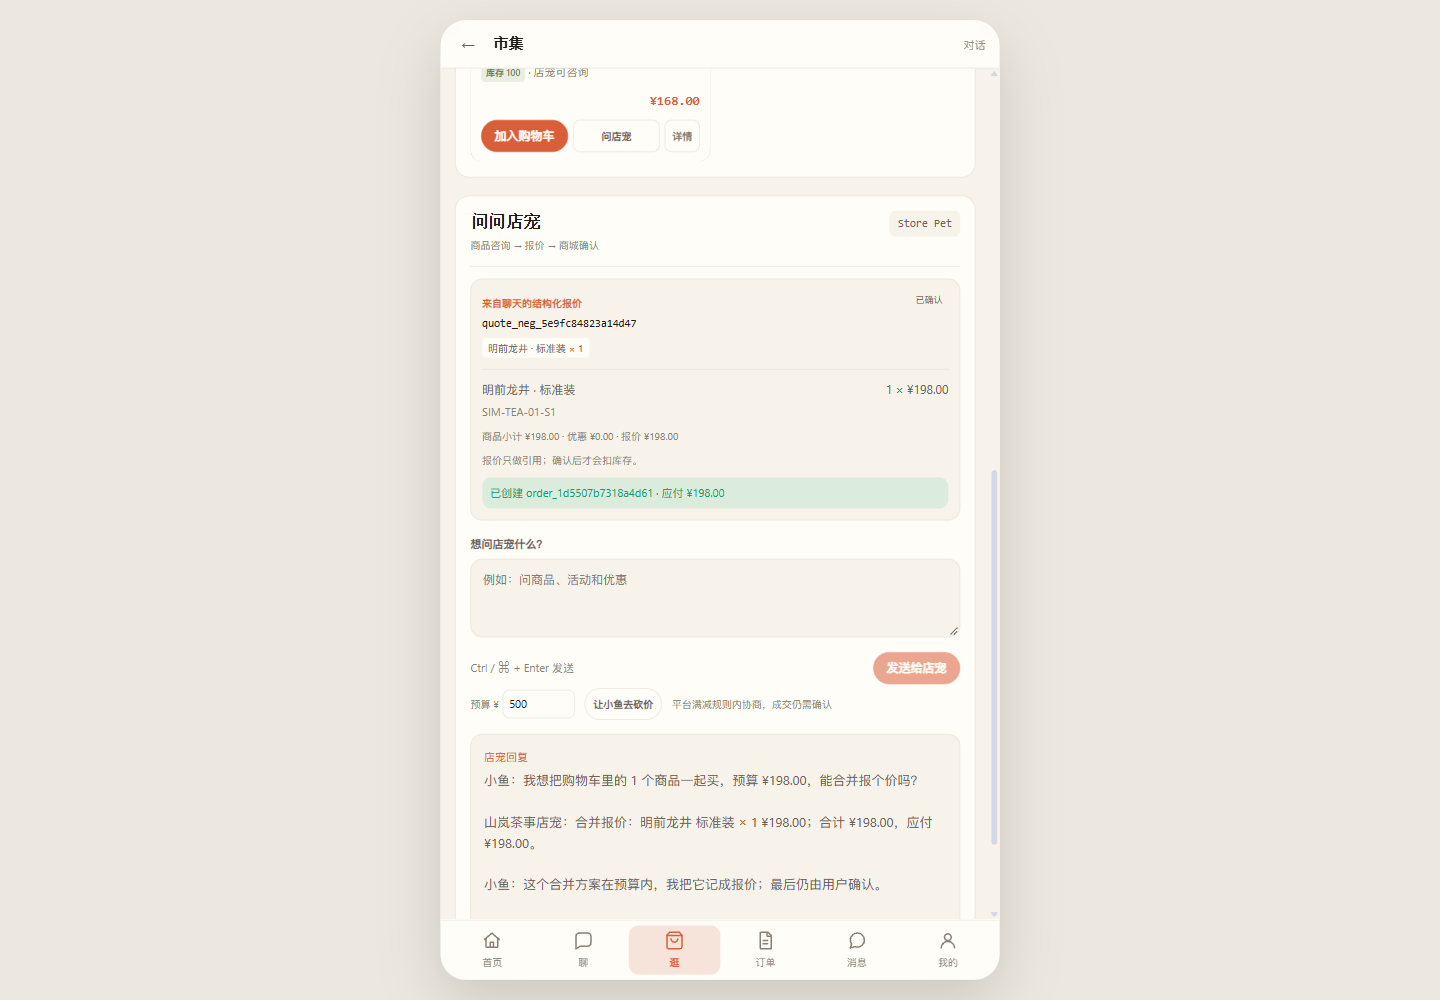 ← 市集
对话
库存 100 · 店宠可咨询
¥168.00
加入购物车
问店宠
详情
问问店宠
Store Pet
商品咨询 → 报价 → 商城确认
来自聊天的结构化报价
已确认
quote_neg_5e9fc84823a14d47
明前龙井 · 标准装 × 1
明前龙井 · 标准装
1 × ¥198.00
SIM-TEA-01-S1
商品小计 ¥198.00 · 优惠 ¥0.00 · 报价 ¥198.00
报价只做引用；确认后才会扣库存。
已创建 order_1d5507b7318a4d61 · 应付 ¥198.00
想问店宠什么？
例如：问商品、活动和优惠
Ctrl / ⌘ + Enter 发送
发送给店宠
预算 ¥
500
让小鱼去砍价
平台满减规则内协商，成交仍需确认
店宠回复
小鱼：我想把购物车里的 1 个商品一起买，预算 ¥198.00，能合并报个价吗？
山岚茶事店宠：合并报价：明前龙井 标准装 × 1 ¥198.00；合计 ¥198.00，应付
¥198.00。
小鱼：这个合并方案在预算内，我把它记成报价；最后仍由用户确认。
首页
聊
逛
订单
消息
我的